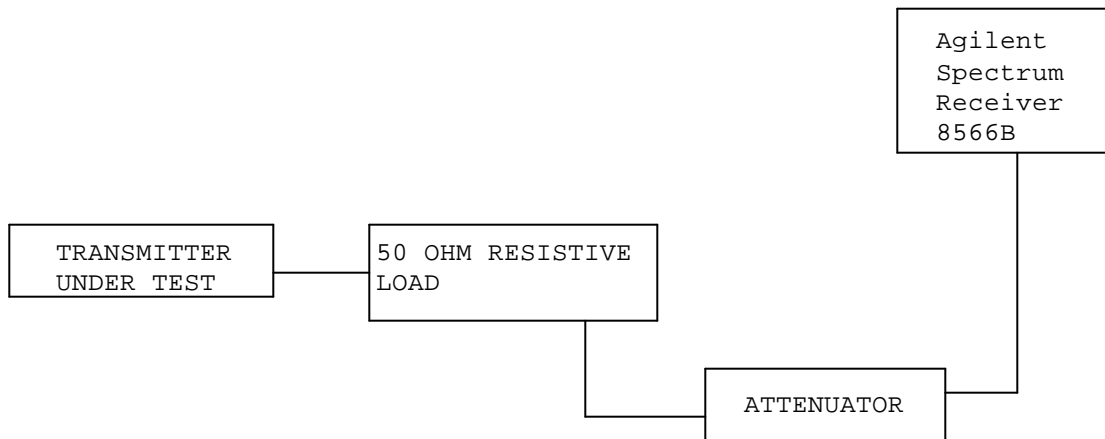 Agilent
Spectrum
Receiver
8566B
TRANSMITTER
UNDER TEST
50 OHM RESISTIVE
LOAD
ATTENUATOR